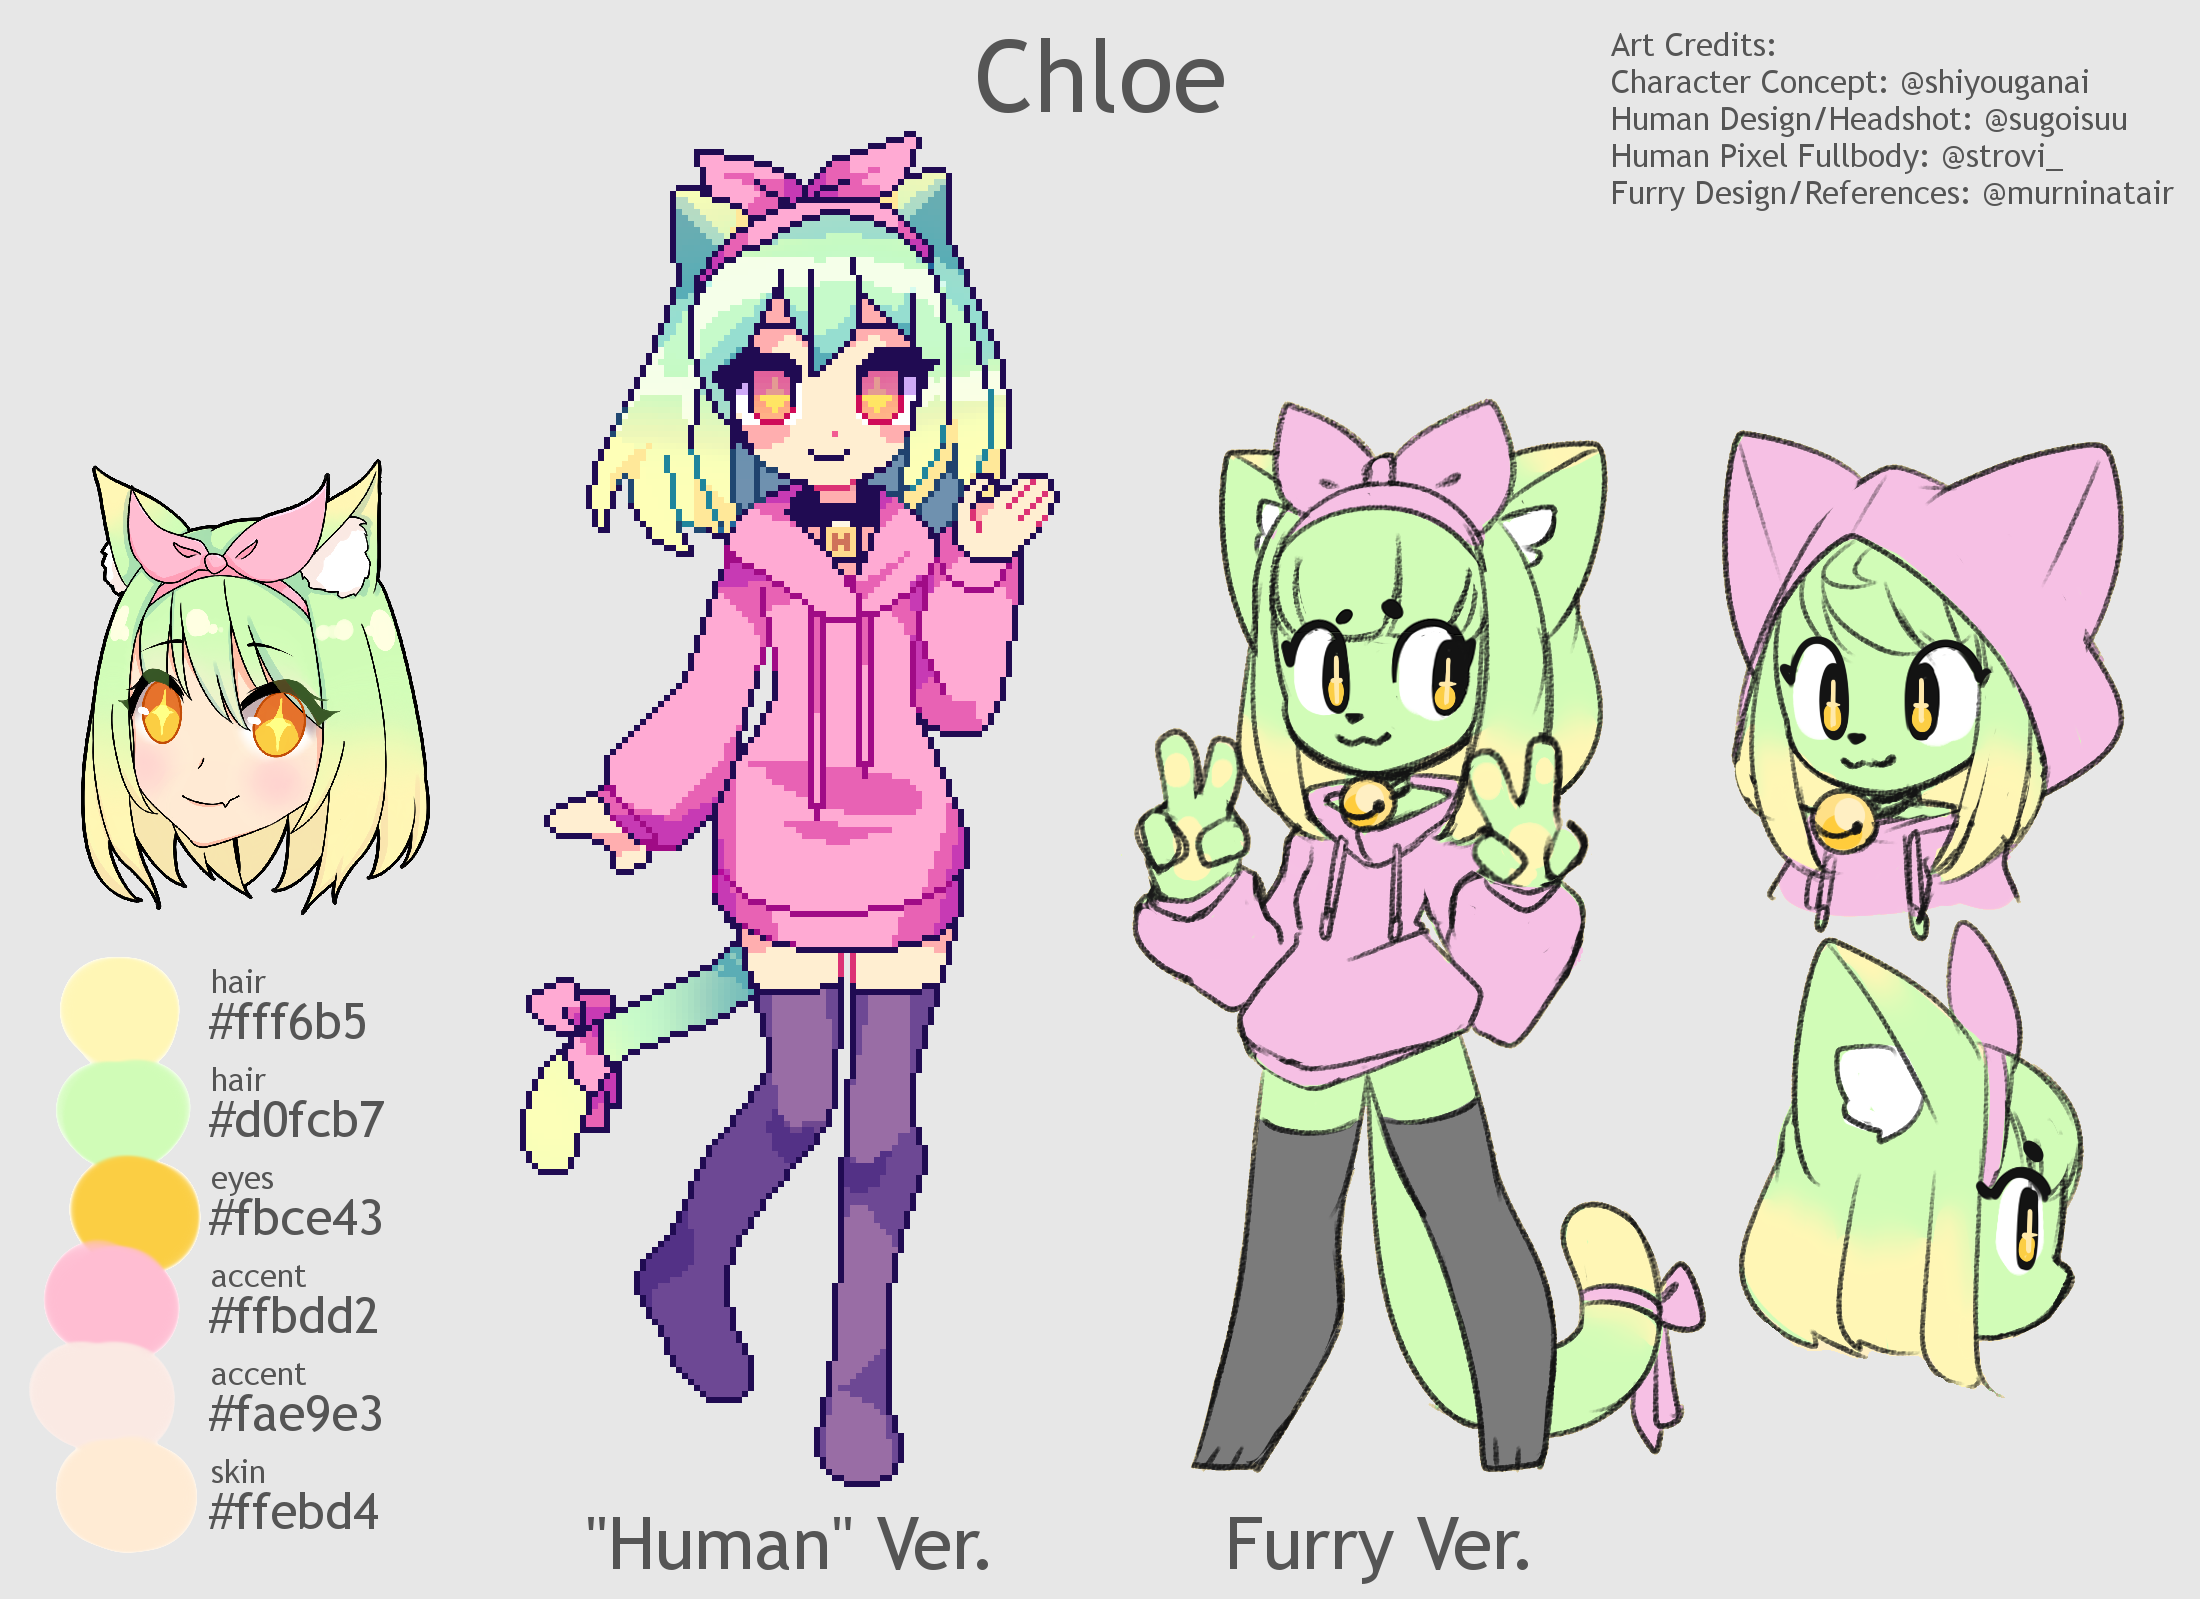 Chloe
Art Credits:
Character Concept: @shiyouganai
Human Design/Headshot: @sugoisuu
Human Pixel Fullbody: @strovi_
Furry Design/References: @murninatair
H
hair
#fff6b5
hair
#d0fcb7
eyes
#fbce43
accent
#ffbdd2
accent
#fae9e3
skin
#ffebd4
"Human" Ver.
Furry Ver.